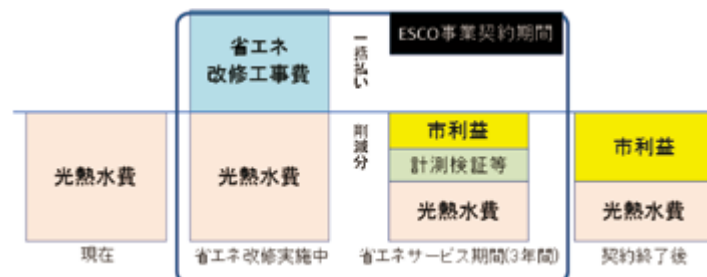 省エネ
改修工事費
一括払い
ESCO事業契約期間
光熱水費
光熱水費
削減分
市利益
計測検証等
光熱水費
市利益
光熱水費
現在
省エネ改修実施中
省エネサービス期間(3年間)
契約終了後